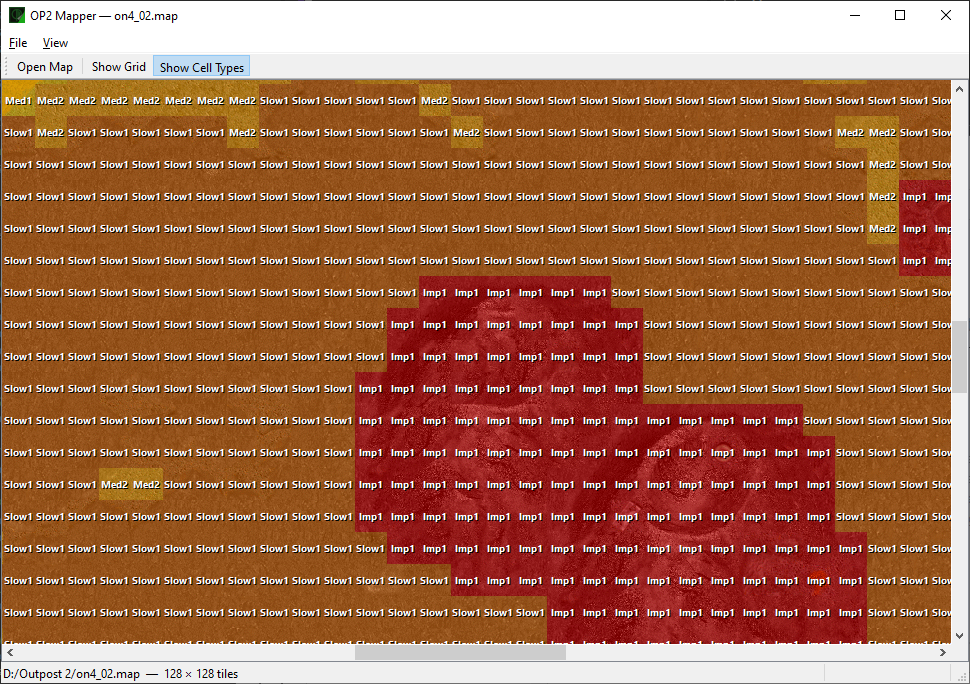 OP2 Mapper — on4_02.map
File View
Open Map Show Grid Show Cell Types
Med1 Med2 Med2 Med2 Med2 Med2 Med2 Med2 Slow1 Slow1 Slow1 Slow1 Slow1 Med2 Slow1 Slow1 Slow1 Slow1 Slow1 Slow1 Slow1 Slow1 Slow1 Slow1 Slow1 Slow1 Slow1 Slow1 Slow1
Slow1 Med2 Slow1 Slow1 Slow1 Slow1 Slow1 Med2 Slow1 Slow1 Slow1 Slow1 Slow1 Slow1 Med2 Slow1 Slow1 Slow1 Slow1 Slow1 Slow1 Slow1 Slow1 Slow1 Slow1 Slow1 Med2 Med2 Slow1
Slow1 Slow1 Slow1 Slow1 Slow1 Slow1 Slow1 Slow1 Slow1 Slow1 Slow1 Slow1 Slow1 Slow1 Slow1 Slow1 Slow1 Slow1 Slow1 Slow1 Slow1 Slow1 Slow1 Slow1 Slow1 Slow1 Slow1 Med2 Slow1
Slow1 Slow1 Slow1 Slow1 Slow1 Slow1 Slow1 Slow1 Slow1 Slow1 Slow1 Slow1 Slow1 Slow1 Slow1 Slow1 Slow1 Slow1 Slow1 Slow1 Slow1 Slow1 Slow1 Slow1 Slow1 Slow1 Slow1 Med2 Imp1
Slow1 Slow1 Slow1 Slow1 Slow1 Slow1 Slow1 Slow1 Slow1 Slow1 Slow1 Slow1 Slow1 Slow1 Slow1 Slow1 Slow1 Slow1 Slow1 Slow1 Slow1 Slow1 Slow1 Slow1 Slow1 Slow1 Slow1 Med2 Imp1
Slow1 Slow1 Slow1 Slow1 Slow1 Slow1 Slow1 Slow1 Slow1 Slow1 Slow1 Slow1 Slow1 Slow1 Slow1 Slow1 Slow1 Slow1 Slow1 Slow1 Slow1 Slow1 Slow1 Slow1 Slow1 Slow1 Slow1 Slow1 Imp1
Slow1 Slow1 Slow1 Slow1 Slow1 Slow1 Slow1 Slow1 Slow1 Slow1 Slow1 Slow1 Slow1 Imp1 Imp1 Imp1 Imp1 Imp1 Imp1 Slow1 Slow1 Slow1 Slow1 Slow1 Slow1 Slow1 Slow1 Slow1 Slow1
Slow1 Slow1 Slow1 Slow1 Slow1 Slow1 Slow1 Slow1 Slow1 Slow1 Slow1 Slow1 Imp1 Imp1 Imp1 Imp1 Imp1 Imp1 Imp1 Imp1 Slow1 Slow1 Slow1 Slow1 Slow1 Slow1 Slow1 Slow1 Slow1
Slow1 Slow1 Slow1 Slow1 Slow1 Slow1 Slow1 Slow1 Slow1 Slow1 Slow1 Slow1 Imp1 Imp1 Imp1 Imp1 Imp1 Imp1 Imp1 Imp1 Slow1 Slow1 Slow1 Slow1 Slow1 Slow1 Slow1 Slow1 Slow1
Slow1 Slow1 Slow1 Slow1 Slow1 Slow1 Slow1 Slow1 Slow1 Slow1 Slow1 Imp1 Imp1 Imp1 Imp1 Imp1 Imp1 Imp1 Imp1 Imp1 Slow1 Slow1 Slow1 Slow1 Slow1 Slow1 Slow1 Slow1 Slow1
Slow1 Slow1 Slow1 Slow1 Slow1 Slow1 Slow1 Slow1 Slow1 Slow1 Slow1 Imp1 Imp1 Imp1 Imp1 Imp1 Imp1 Imp1 Imp1 Imp1 Imp1 Imp1 Imp1 Imp1 Imp1 Slow1 Slow1 Slow1 Slow1
Slow1 Slow1 Slow1 Slow1 Slow1 Slow1 Slow1 Slow1 Slow1 Slow1 Slow1 Imp1 Imp1 Imp1 Imp1 Imp1 Imp1 Imp1 Imp1 Imp1 Imp1 Imp1 Imp1 Imp1 Imp1 Imp1 Slow1 Slow1 Slow1
Slow1 Slow1 Slow1 Med2 Med2 Slow1 Slow1 Slow1 Slow1 Slow1 Slow1 Imp1 Imp1 Imp1 Imp1 Imp1 Imp1 Imp1 Imp1 Imp1 Imp1 Imp1 Imp1 Imp1 Imp1 Imp1 Slow1 Slow1 Slow1
Slow1 Slow1 Slow1 Slow1 Slow1 Slow1 Slow1 Slow1 Slow1 Slow1 Slow1 Imp1 Imp1 Imp1 Imp1 Imp1 Imp1 Imp1 Imp1 Imp1 Imp1 Imp1 Imp1 Imp1 Imp1 Imp1 Slow1 Slow1 Slow1
Slow1 Slow1 Slow1 Slow1 Slow1 Slow1 Slow1 Slow1 Slow1 Slow1 Slow1 Slow1 Imp1 Imp1 Imp1 Imp1 Imp1 Imp1 Imp1 Imp1 Imp1 Imp1 Imp1 Imp1 Imp1 Imp1 Imp1 Slow1 Slow1
Slow1 Slow1 Slow1 Slow1 Slow1 Slow1 Slow1 Slow1 Slow1 Slow1 Slow1 Slow1 Slow1 Slow1 Imp1 Imp1 Imp1 Imp1 Imp1 Imp1 Imp1 Imp1 Imp1 Imp1 Imp1 Imp1 Imp1 Slow1 Slow1
Slow1 Slow1 Slow1 Slow1 Slow1 Slow1 Slow1 Slow1 Slow1 Slow1 Slow1 Slow1 Slow1 Slow1 Slow1 Slow1 Slow1 Imp1 Imp1 Imp1 Imp1 Imp1 Imp1 Imp1 Imp1 Imp1 Imp1 Slow1 Slow1
D:/Outpost 2/on4_02.map — 128 × 128 tiles